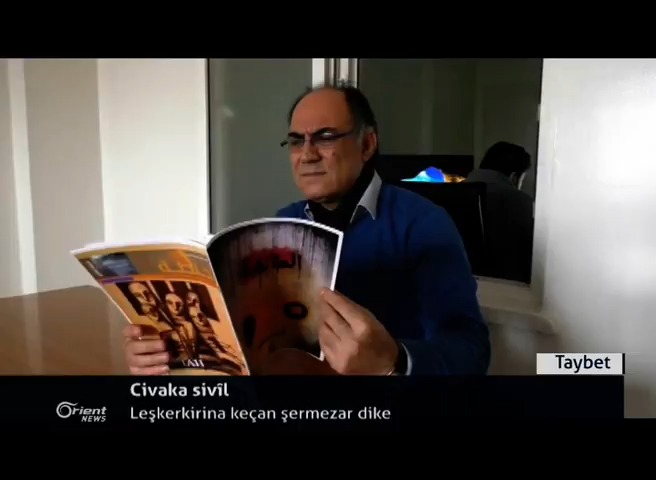 Taybet
Civaka sivîl
Orient
NEWS
Leşkerkirina keçan şermezar dike